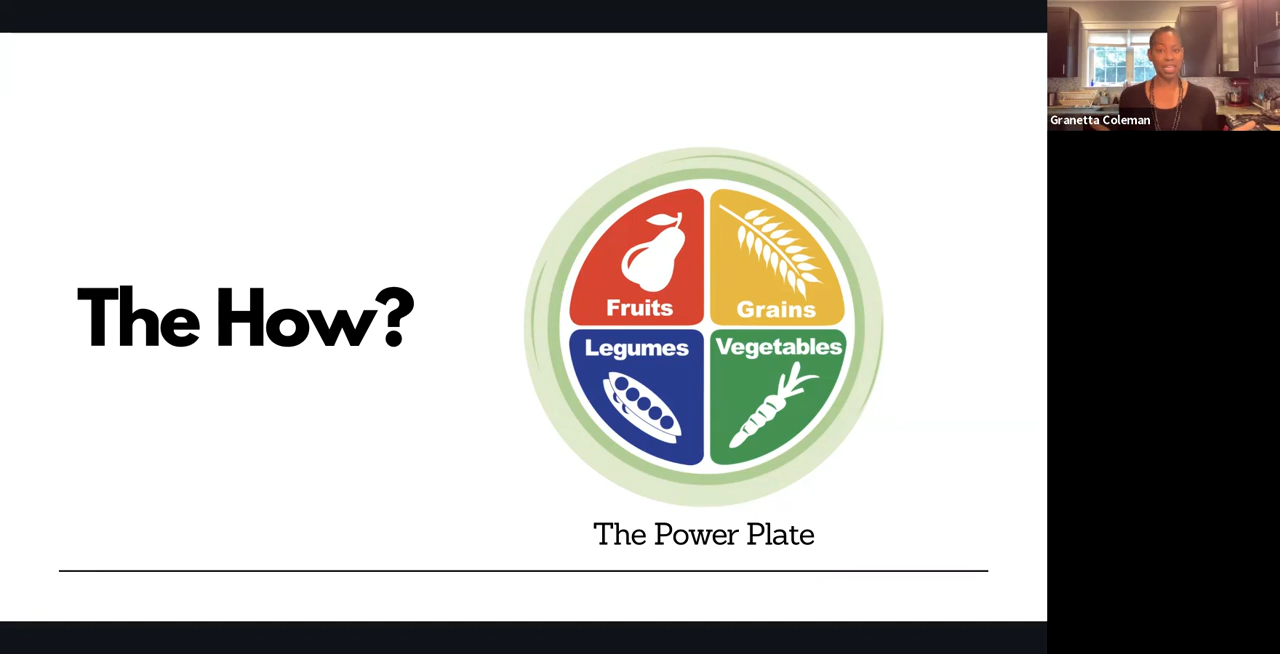 The How?
Fruits
Grains
Legumes
Vegetables
The Power Plate
Granetta Coleman